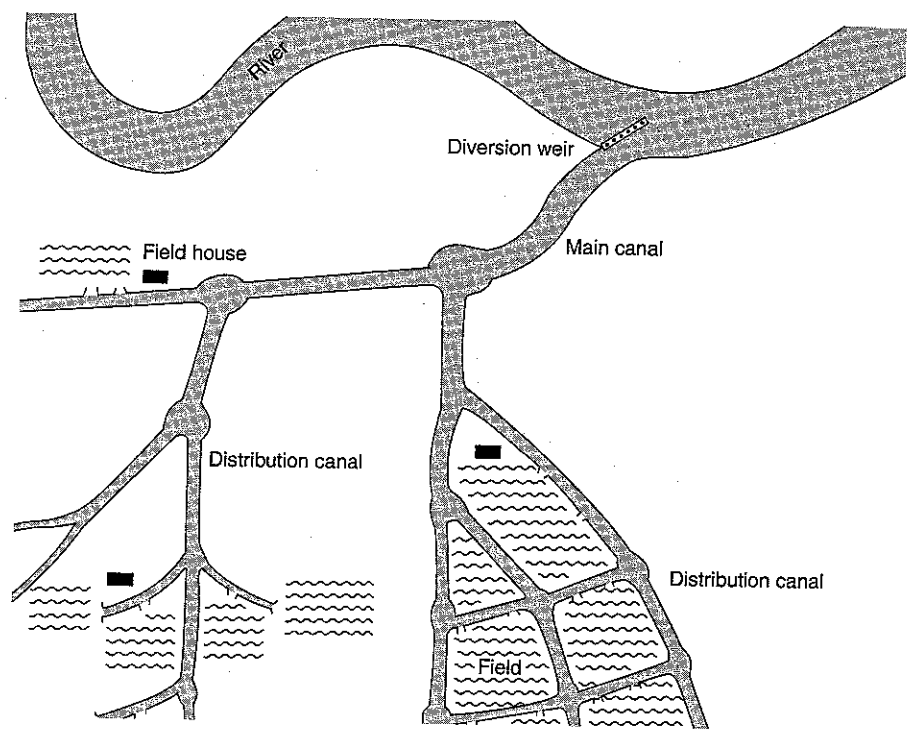 River
Diversion weir
Field house
Main canal
Distribution canal
Distribution canal
Field